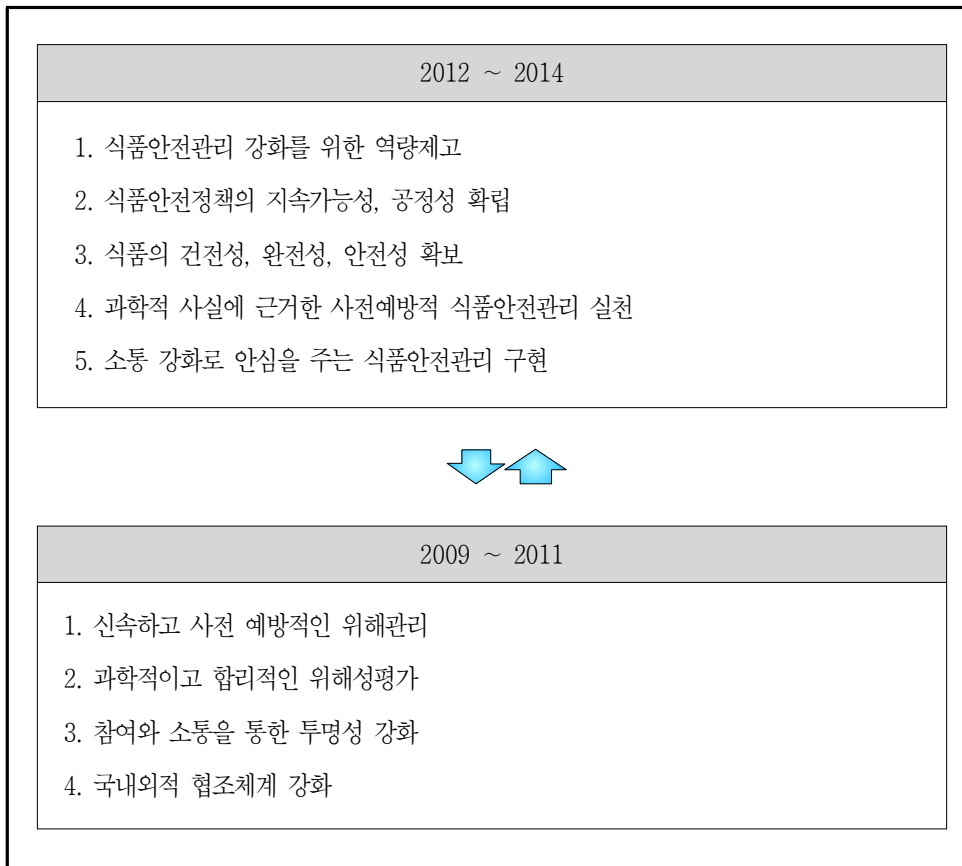 2012 ~ 2014
1. 식품안전관리 강화를 위한 역량제고
2. 식품안전정책의 지속가능성, 공정성 확립
3. 식품의 건전성, 완전성, 안전성 확보
4. 과학적 사실에 근거한 사전예방적 식품안전관리 실천
5. 소통 강화로 안심을 주는 식품안전관리 구현
2009 ~ 2011
1. 신속하고 사전 예방적인 위해관리
2. 과학적이고 합리적인 위해성평가
3. 참여와 소통을 통한 투명성 강화
4. 국내외적 협조체계 강화